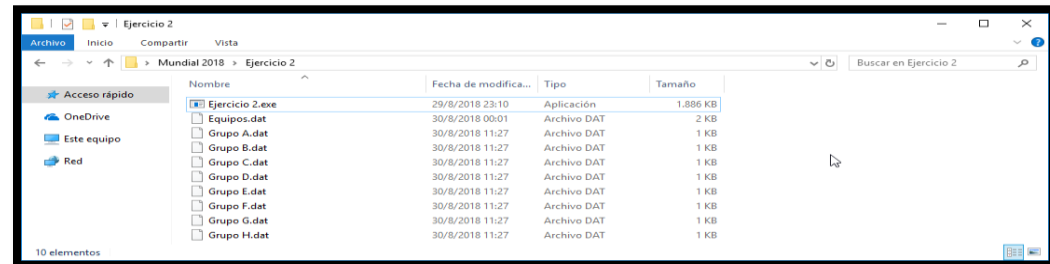 Ejercicio 2
Archivo Inicio Compartir Vista
Mundial 2018 > Ejercicio 2 Buscar en Ejercicio 2
Nombre Fecha de modifica... Tipo Tamaño
Acceso rápido
OneDrive
Este equipo
Red
Ejercicio 2.exe 29/8/2018 23:10 Aplicación 1.886 KB
Equipos.dat 30/8/2018 00:01 Archivo DAT 2 KB
Grupo A.dat 30/8/2018 11:27 Archivo DAT 1 KB
Grupo B.dat 30/8/2018 11:27 Archivo DAT 1 KB
Grupo C.dat 30/8/2018 11:27 Archivo DAT 1 KB
Grupo D.dat 30/8/2018 11:27 Archivo DAT 1 KB
Grupo E.dat 30/8/2018 11:27 Archivo DAT 1 KB
Grupo F.dat 30/8/2018 11:27 Archivo DAT 1 KB
Grupo G.dat 30/8/2018 11:27 Archivo DAT 1 KB
Grupo H.dat 30/8/2018 11:27 Archivo DAT 1 KB
10 elementos